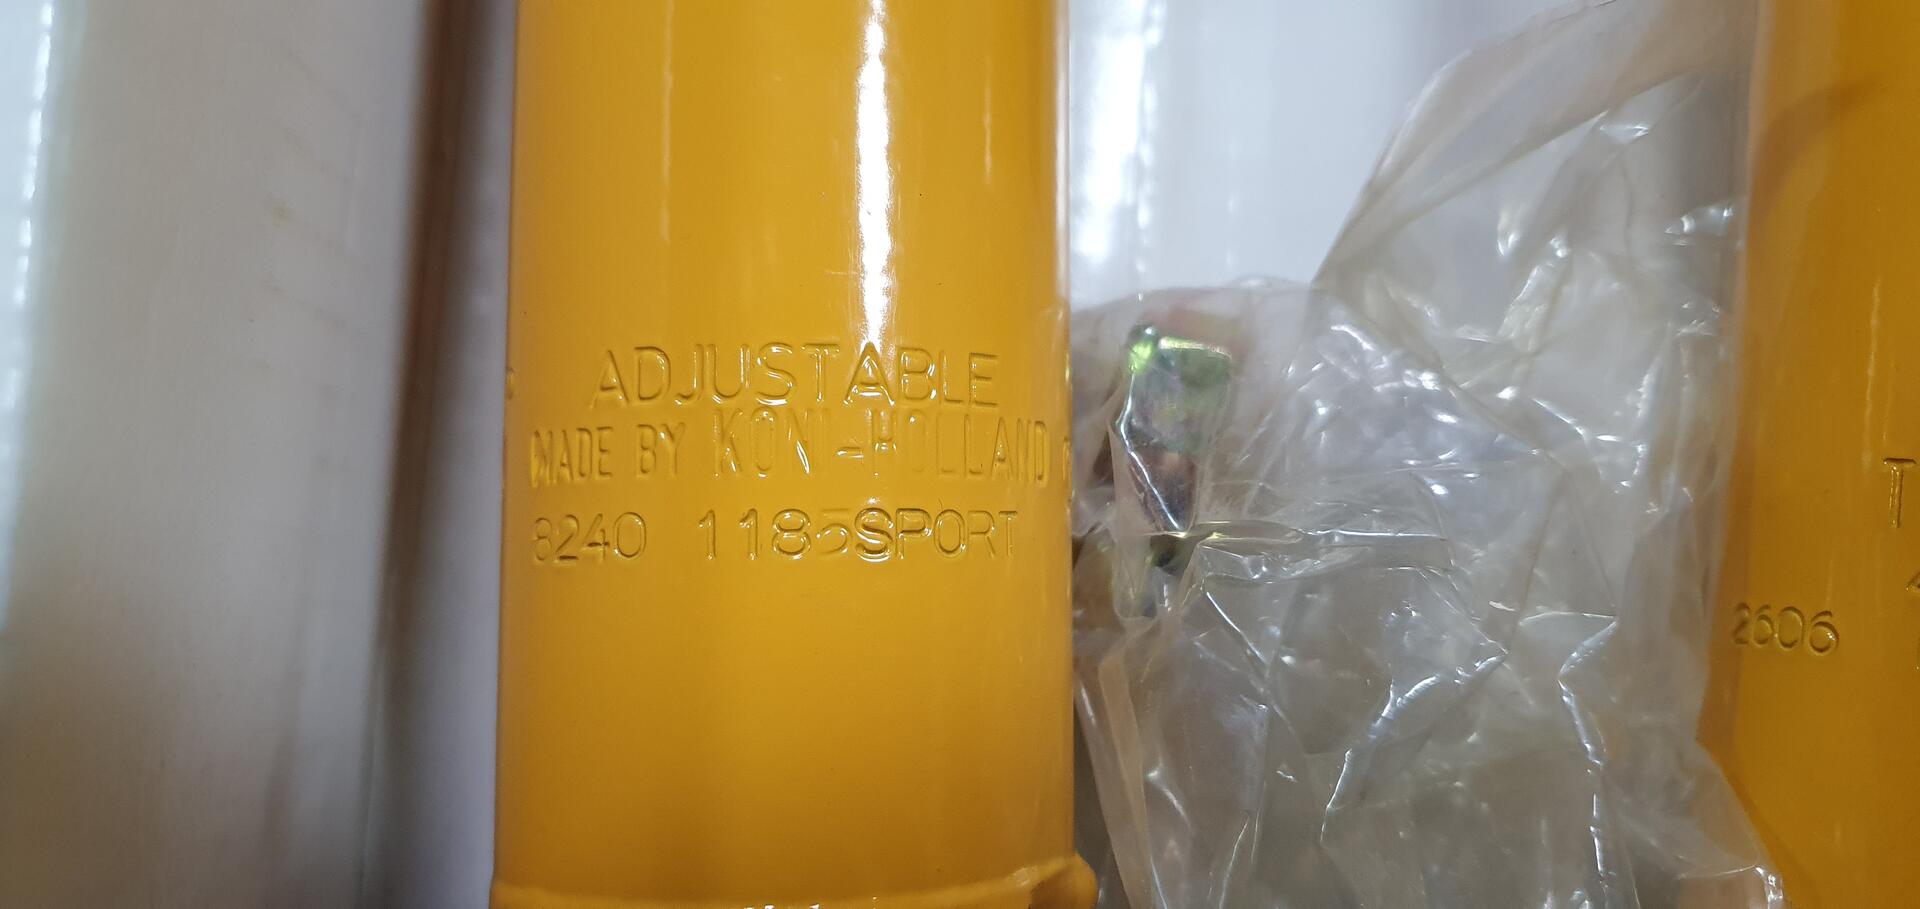 ADJUSTABLE
MADE BY KONI-HOLLAND
8240 1185SPORT
2606
T